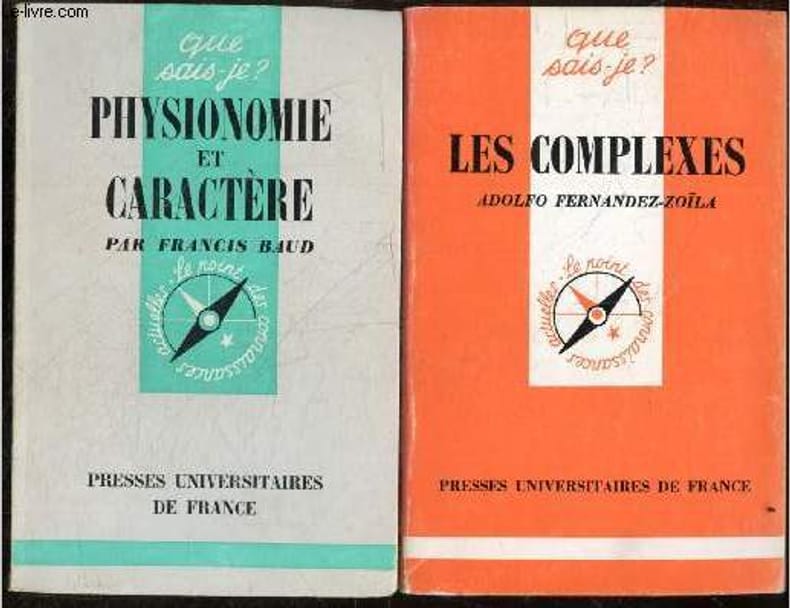 e-livre.com
que
sais-je?
PHYSIONOMIE
ET
CARACTÈRE
PAR FRANCIS BAUD
le point des connaissances actuelles
PRESSES UNIVERSITAIRES
DE FRANCE
que
sais-je?
LES COMPLEXES
ADOLFO FERNANDEZ-ZOÏLA
le point des connaissances actuelles
PRESSES UNIVERSITAIRES DE FRANCE